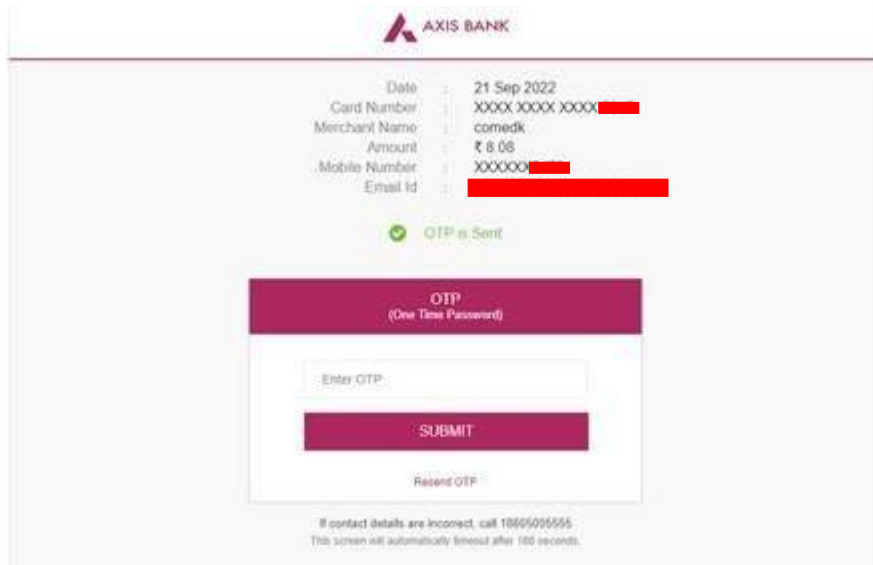 AXIS BANK
Date : 21 Sep 2022
Card Number : XXXX XXXX XXXX
Merchant Name : comedk
Amount : ₹ 8.08
Mobile Number : XXXXXX
Email Id :
OTP is Sent
OTP
(One Time Password)
Enter OTP
SUBMIT
Resend OTP
If contact details are incorrect, call 18605005555
This screen will automatically timeout after 180 seconds.